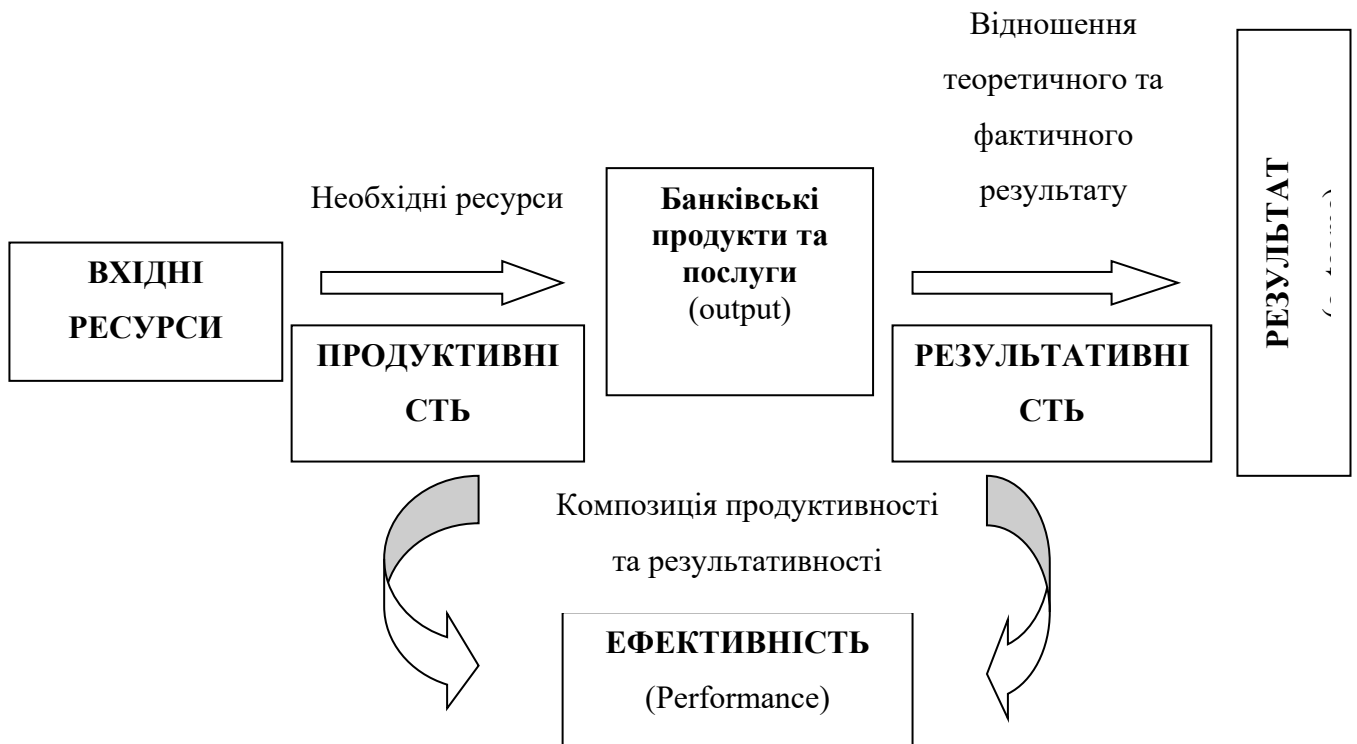 Відношення
теоретичного та
фактичного
результату
Необхідні ресурси
ВХІДНІ
РЕСУРСИ
Банківські
продукти та
послуги
(output)
РЕЗУЛЬТАТ
ПРОДУКТИВНІ
СТЬ
РЕЗУЛЬТАТИВНІ
СТЬ
Композиція продуктивності
та результативності
ЕФЕКТИВНІСТЬ
(Performance)